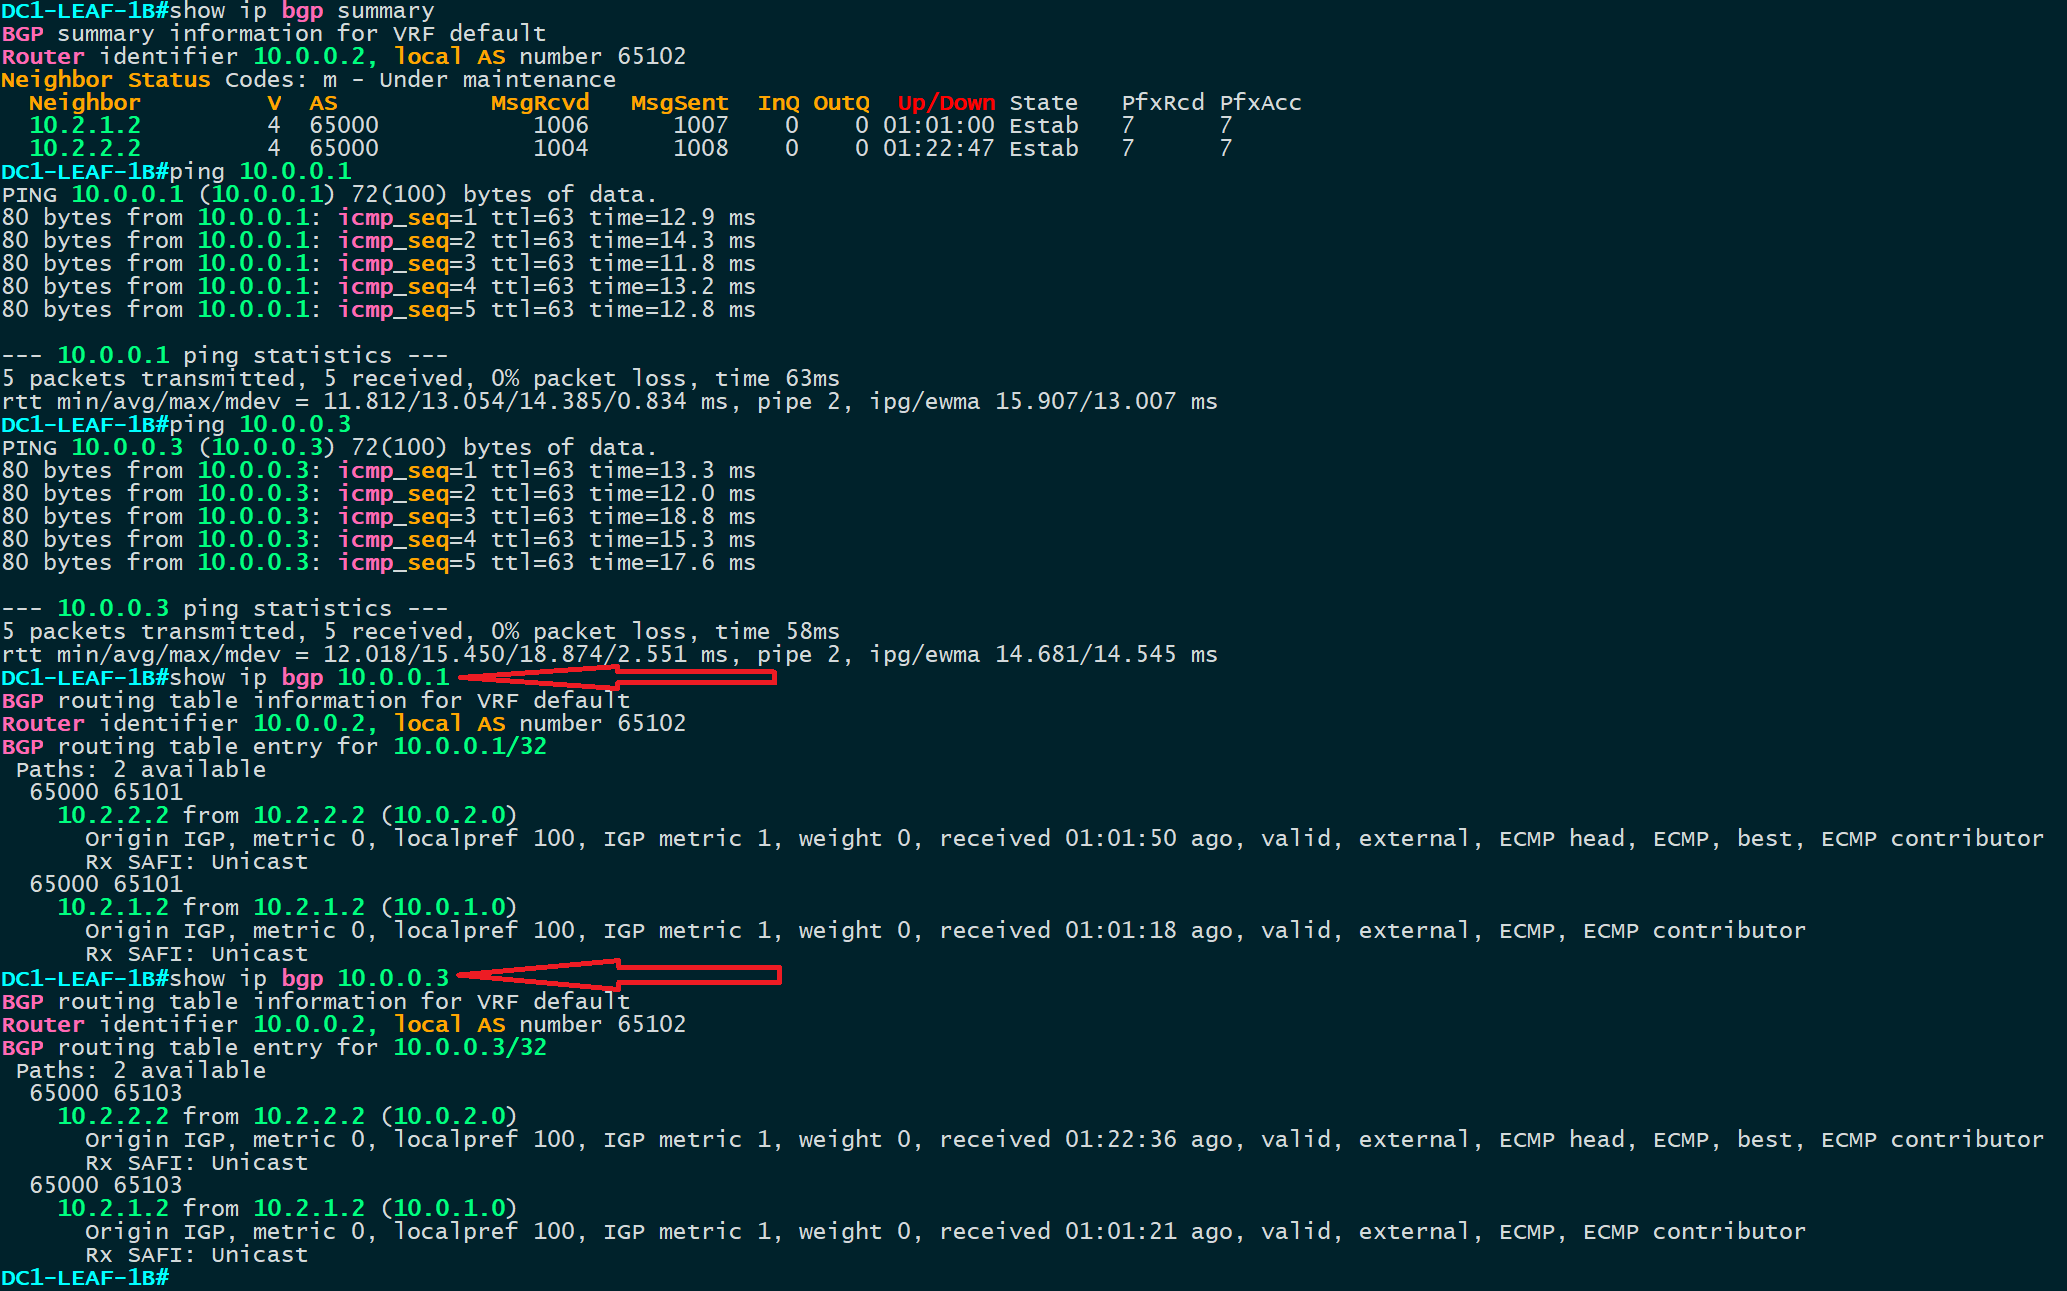 DC1-LEAF-1B#show ip bgp summary
BGP summary information for VRF default
Router identifier 10.0.0.2, local AS number 65102
Neighbor Status Codes: m - Under maintenance
  Neighbor         V  AS           MsgRcvd   MsgSent  InQ OutQ  Up/Down State   PfxRcd PfxAcc
  10.2.1.2         4  65000           1006      1007    0    0 01:01:00 Estab   7      7
  10.2.2.2         4  65000           1004      1008    0    0 01:22:47 Estab   7      7
DC1-LEAF-1B#ping 10.0.0.1
PING 10.0.0.1 (10.0.0.1) 72(100) bytes of data.
80 bytes from 10.0.0.1: icmp_seq=1 ttl=63 time=12.9 ms
80 bytes from 10.0.0.1: icmp_seq=2 ttl=63 time=14.3 ms
80 bytes from 10.0.0.1: icmp_seq=3 ttl=63 time=11.8 ms
80 bytes from 10.0.0.1: icmp_seq=4 ttl=63 time=13.2 ms
80 bytes from 10.0.0.1: icmp_seq=5 ttl=63 time=12.8 ms

--- 10.0.0.1 ping statistics ---
5 packets transmitted, 5 received, 0% packet loss, time 63ms
rtt min/avg/max/mdev = 11.812/13.054/14.385/0.834 ms, pipe 2, ipg/ewma 15.907/13.007 ms
DC1-LEAF-1B#ping 10.0.0.3
PING 10.0.0.3 (10.0.0.3) 72(100) bytes of data.
80 bytes from 10.0.0.3: icmp_seq=1 ttl=63 time=13.3 ms
80 bytes from 10.0.0.3: icmp_seq=2 ttl=63 time=12.0 ms
80 bytes from 10.0.0.3: icmp_seq=3 ttl=63 time=18.8 ms
80 bytes from 10.0.0.3: icmp_seq=4 ttl=63 time=15.3 ms
80 bytes from 10.0.0.3: icmp_seq=5 ttl=63 time=17.6 ms

--- 10.0.0.3 ping statistics ---
5 packets transmitted, 5 received, 0% packet loss, time 58ms
rtt min/avg/max/mdev = 12.018/15.450/18.874/2.551 ms, pipe 2, ipg/ewma 14.681/14.545 ms
DC1-LEAF-1B#show ip bgp 10.0.0.1
BGP routing table information for VRF default
Router identifier 10.0.0.2, local AS number 65102
BGP routing table entry for 10.0.0.1/32
 Paths: 2 available
  65000 65101
    10.2.2.2 from 10.2.2.2 (10.0.2.0)
      Origin IGP, metric 0, localpref 100, IGP metric 1, weight 0, received 01:01:50 ago, valid, external, ECMP head, ECMP, best, ECMP contributor
      Rx SAFI: Unicast
  65000 65101
    10.2.1.2 from 10.2.1.2 (10.0.1.0)
      Origin IGP, metric 0, localpref 100, IGP metric 1, weight 0, received 01:01:18 ago, valid, external, ECMP, ECMP contributor
      Rx SAFI: Unicast
DC1-LEAF-1B#show ip bgp 10.0.0.3
BGP routing table information for VRF default
Router identifier 10.0.0.2, local AS number 65102
BGP routing table entry for 10.0.0.3/32
 Paths: 2 available
  65000 65103
    10.2.2.2 from 10.2.2.2 (10.0.2.0)
      Origin IGP, metric 0, localpref 100, IGP metric 1, weight 0, received 01:22:36 ago, valid, external, ECMP head, ECMP, best, ECMP contributor
      Rx SAFI: Unicast
  65000 65103
    10.2.1.2 from 10.2.1.2 (10.0.1.0)
      Origin IGP, metric 0, localpref 100, IGP metric 1, weight 0, received 01:01:21 ago, valid, external, ECMP, ECMP contributor
      Rx SAFI: Unicast
DC1-LEAF-1B#